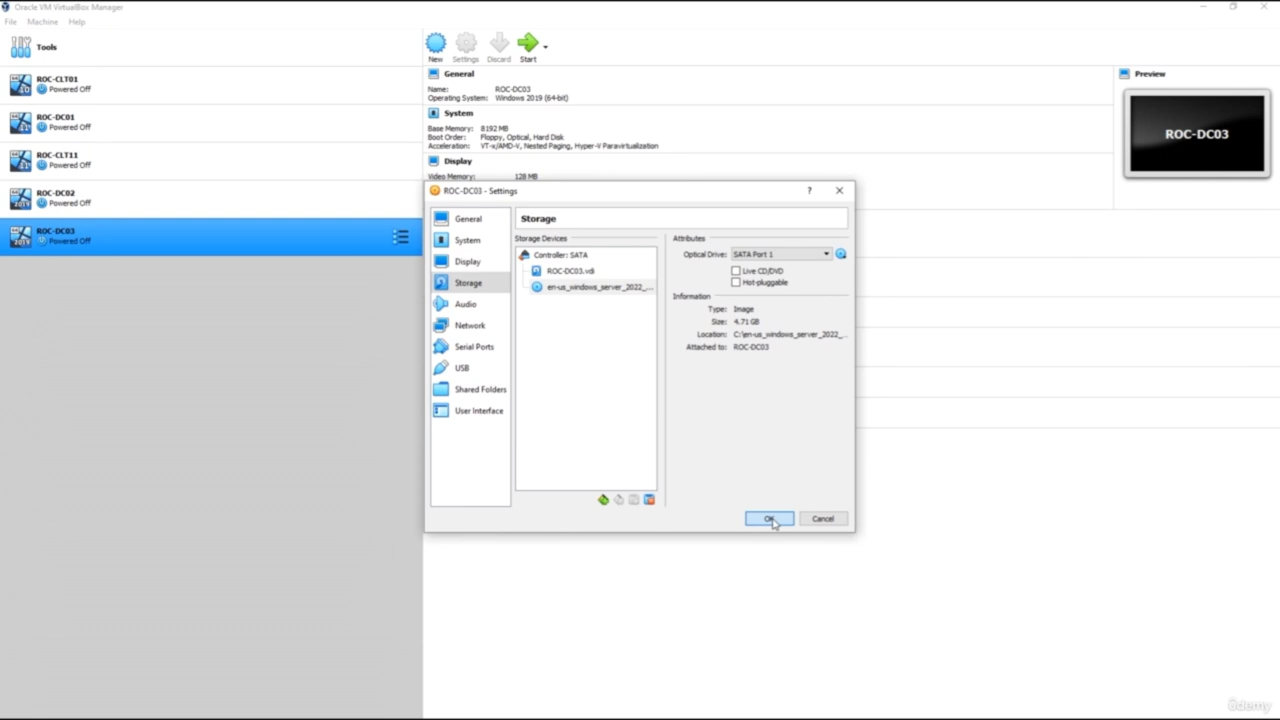 Oracle VM VirtualBox Manager
File Machine Help
Tools
New Settings Discard Start
ROC-CLT01
Powered Off
ROC-DC01
Powered Off
ROC-CLT11
Powered Off
ROC-DC02
Powered Off
ROC-DC03
Powered Off
General
Name: ROC-DC03
Operating System: Windows 2019 (64-bit)
System
Base Memory: 8192 MB
Boot Order: Floppy, Optical, Hard Disk
Acceleration: VT-x/AMD-V, Nested Paging, Hyper-V Paravirtualization
Display
Video Memory: 128 MB
Preview
ROC-DC03
ROC-DC03 - Settings
General
System
Display
Storage
Audio
Network
Serial Ports
USB
Shared Folders
User Interface
Storage
Storage Devices
Controller: SATA
ROC-DC03.vdi
en-us_windows_server_2022_...
Attributes
Optical Drive: SATA Port 1
Live CD/DVD
Hot-pluggable
Information
Type: Image
Size: 4.71 GB
Location: C:\en-us_windows_server_2022_...
Attached to: ROC-DC03
OK Cancel
ûdemy